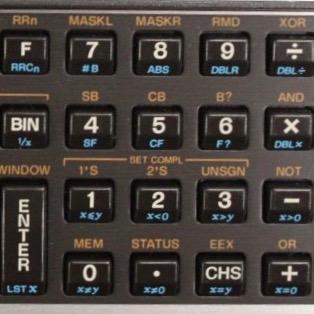 RRn MASKL MASKR RMD XOR
F 7 8 9 ÷
RRCn #B ABS DBLR DBL÷
SB CB B? AND
BIN 4 5 6 ×
1/x SF CF F? DBL×
SET COMPL
WINDOW 1'S 2'S UNSGN NOT
ENTER 1 2 3 −
x≤y x<0 x>y x>0
MEM STATUS EEX OR
0 . CHS +
LST X x≠y x≠0 x=y x=0